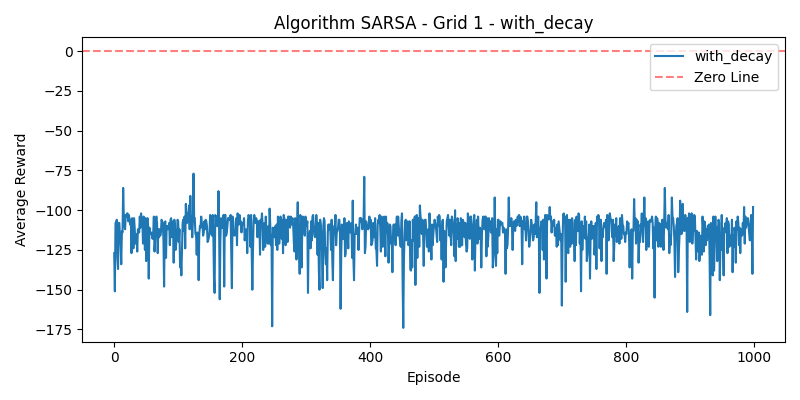 Algorithm SARSA - Grid 1 - with_decay
with_decay
Zero Line
Average Reward
0
−25
−50
−75
−100
−125
−150
−175
0 200 400 600 800 1000
Episode